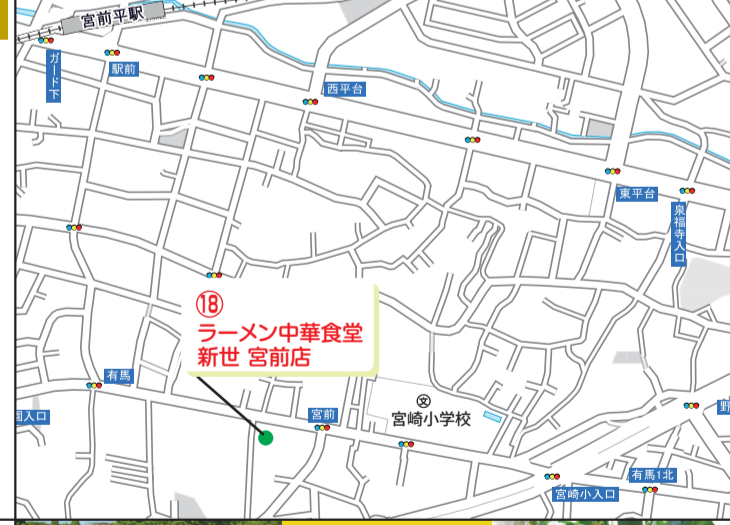 宮前平駅
ガード下
駅前
西平台
東平台
泉福寺入口
⑱
ラーメン中華食堂
新世 宮前店
有馬
宮前
文
宮崎小学校
入口
野
有馬1北
宮崎小入口